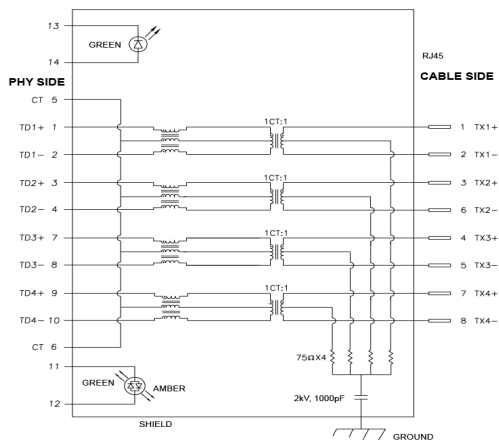 13
GREEN
14
RJ45
PHY SIDE
CABLE SIDE
CT 5
1CT:1
TD1+ 1
1 TX1+
TD1- 2
2 TX1-
1CT:1
TD2+ 3
3 TX2+
TD2- 4
6 TX2-
1CT:1
TD3+ 7
4 TX3+
TD3- 8
5 TX3-
1CT:1
TD4+ 9
7 TX4+
TD4- 10
8 TX4-
CT 6
75ΩX4
11
GREEN
AMBER
12
2kV, 1000pF
SHIELD
GROUND